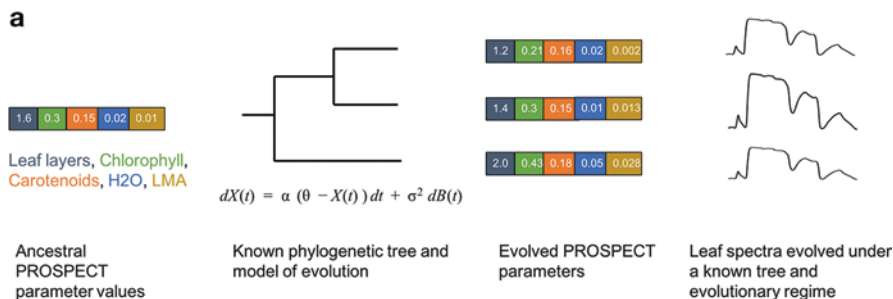 a
1.6 0.3 0.15 0.02 0.01
Leaf layers, Chlorophyll,
Carotenoids, H2O, LMA
dX(t) = α (θ − X(t)) dt + σ² dB(t)
1.2 0.21 0.16 0.02 0.002
1.4 0.3 0.15 0.01 0.013
2.0 0.43 0.18 0.05 0.028
Ancestral
PROSPECT
parameter values
Known phylogenetic tree and
model of evolution
Evolved PROSPECT
parameters
Leaf spectra evolved under
a known tree and
evolutionary regime